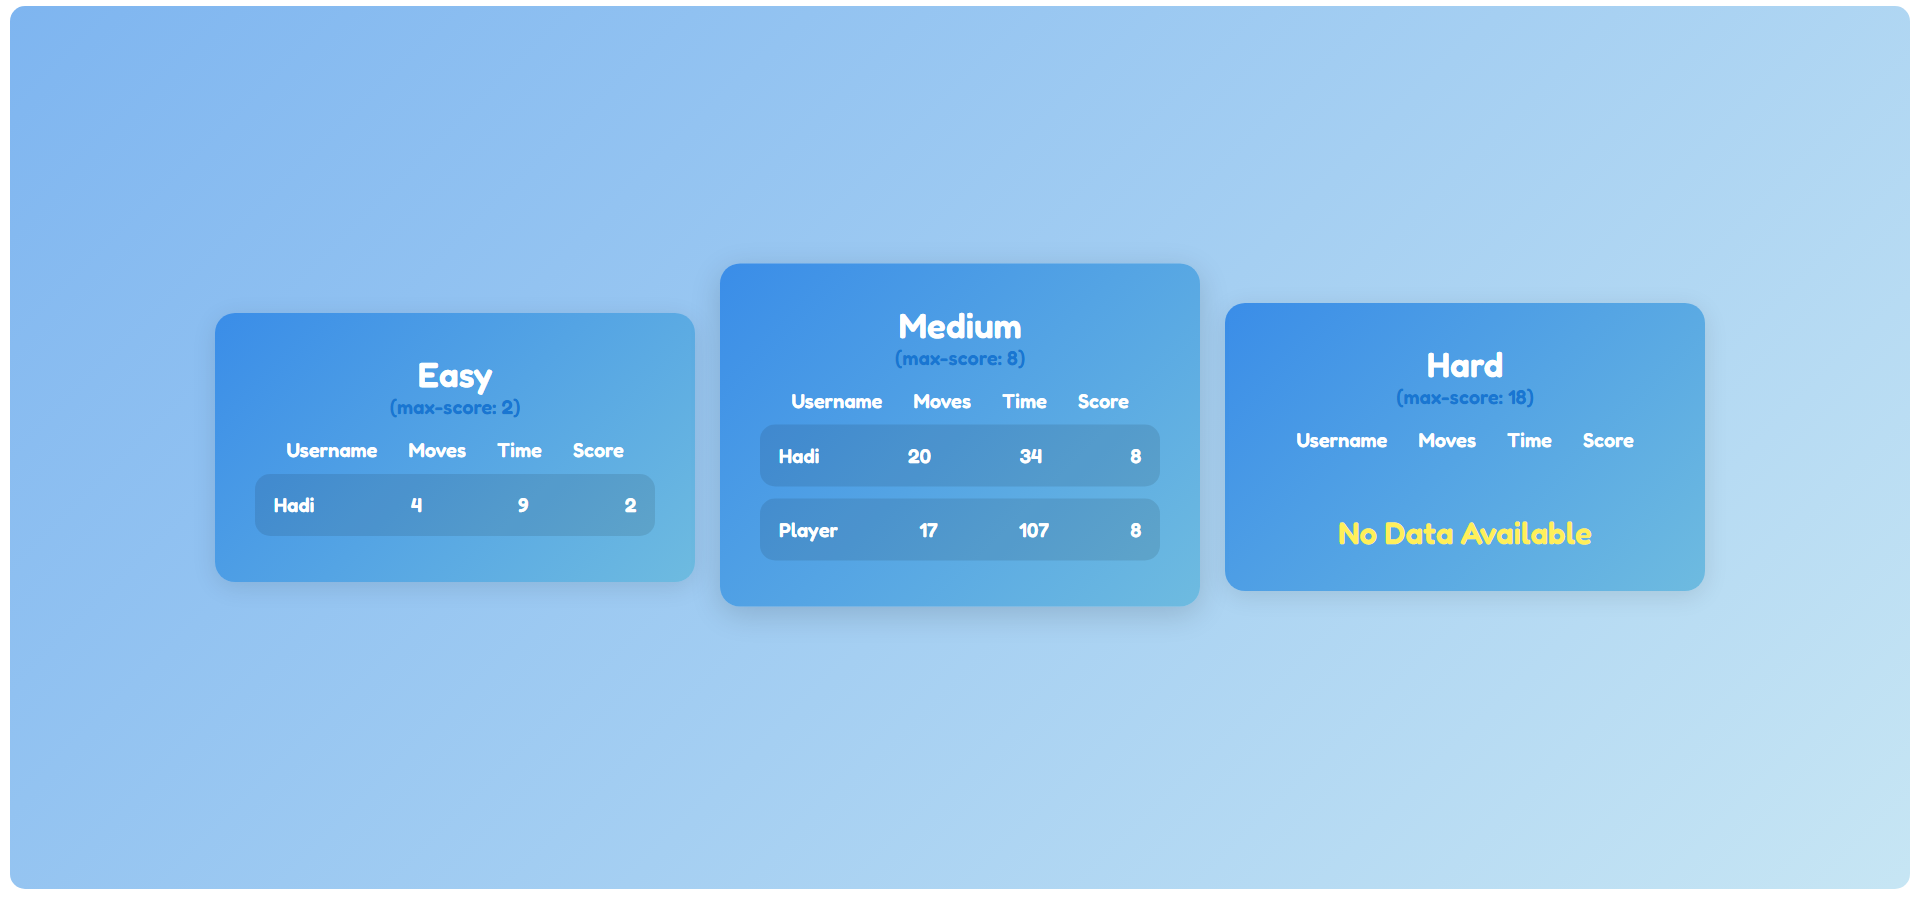 Easy
(max-score: 2)
Username Moves Time Score
Hadi 4 9 2
Medium
(max-score: 8)
Username Moves Time Score
Hadi 20 34 8
Player 17 107 8
Hard
(max-score: 18)
Username Moves Time Score
No Data Available